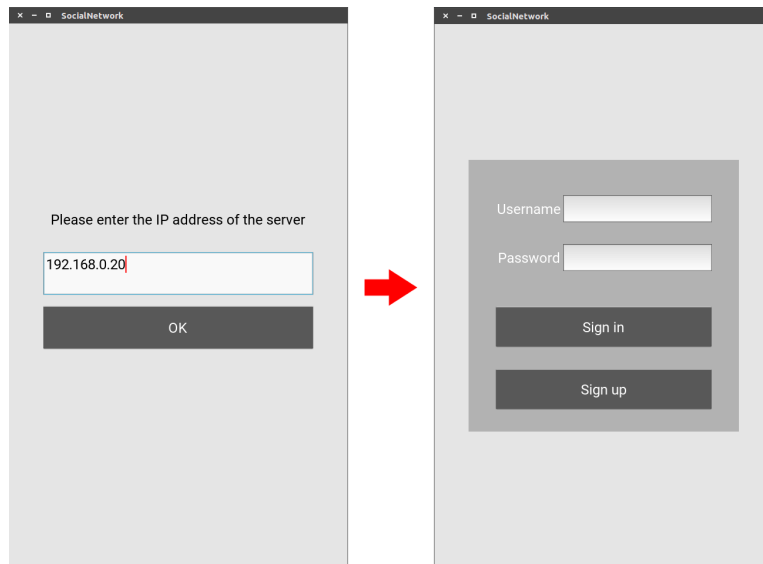 SocialNetwork
Please enter the IP address of the server
192.168.0.20
OK
SocialNetwork
Username
Password
Sign in
Sign up